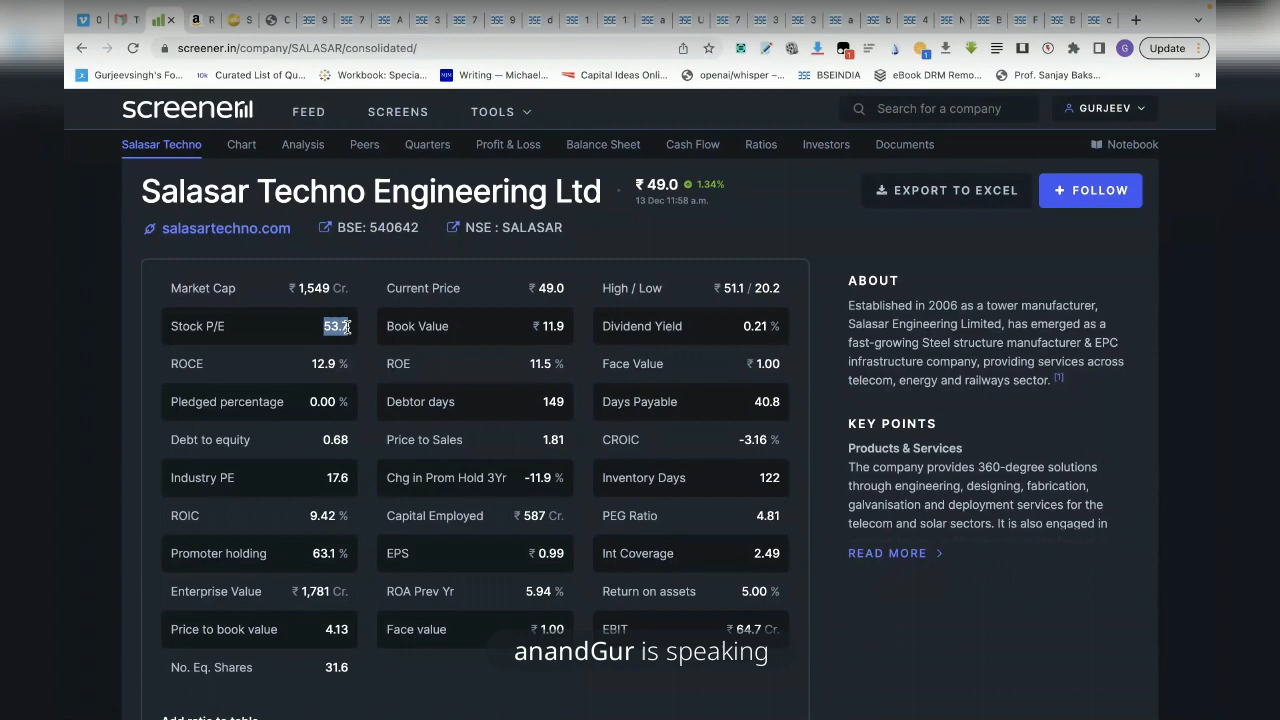 screener.in/company/SALASAR/consolidated/
Update
Gurjeevsingh's Fo...
Curated List of Qu...
Workbook: Specia...
Writing — Michael...
Capital Ideas Onli...
openai/whisper –...
BSEINDIA
eBook DRM Remo...
Prof. Sanjay Baks...
»
screener
FEED
SCREENS
TOOLS
Search for a company
GURJEEV
Salasar Techno
Chart
Analysis
Peers
Quarters
Profit & Loss
Balance Sheet
Cash Flow
Ratios
Investors
Documents
Notebook
Salasar Techno Engineering Ltd
₹ 49.0
1.34%
13 Dec 11:58 a.m.
EXPORT TO EXCEL
+ FOLLOW
salasartechno.com
BSE: 540642
NSE : SALASAR
Market Cap ₹ 1,549 Cr.
Current Price ₹ 49.0
High / Low ₹ 51.1 / 20.2
Stock P/E
Book Value ₹ 11.9
Dividend Yield 0.21 %
ROCE 12.9 %
ROE 11.5 %
Face Value ₹ 1.00
Pledged percentage 0.00 %
Debtor days 149
Days Payable 40.8
Debt to equity 0.68
Price to Sales 1.81
CROIC -3.16 %
Industry PE 17.6
Chg in Prom Hold 3Yr -11.9 %
Inventory Days 122
ROIC 9.42 %
Capital Employed ₹ 587 Cr.
PEG Ratio 4.81
Promoter holding 63.1 %
EPS ₹ 0.99
Int Coverage 2.49
Enterprise Value ₹ 1,781 Cr.
ROA Prev Yr 5.94 %
Return on assets 5.00 %
Price to book value 4.13
Face value ₹ 1.00
EBIT ₹ 64.7 Cr.
No. Eq. Shares 31.6
ABOUT
Established in 2006 as a tower manufacturer,
Salasar Engineering Limited, has emerged as a
fast-growing Steel structure manufacturer & EPC
infrastructure company, providing services across
telecom, energy and railways sector. [1]
KEY POINTS
Products & Services
The company provides 360-degree solutions
through engineering, designing, fabrication,
galvanisation and deployment services for the
telecom and solar sectors. It is also engaged in
READ MORE
anandGur is speaking
Add ratio to table